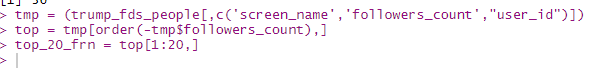 > tmp = (trump_fds_people[,c('screen_name','followers_count',"user_id")])
> top = tmp[order(-tmp$followers_count),]
> top_20_frn = top[1:20,]
>